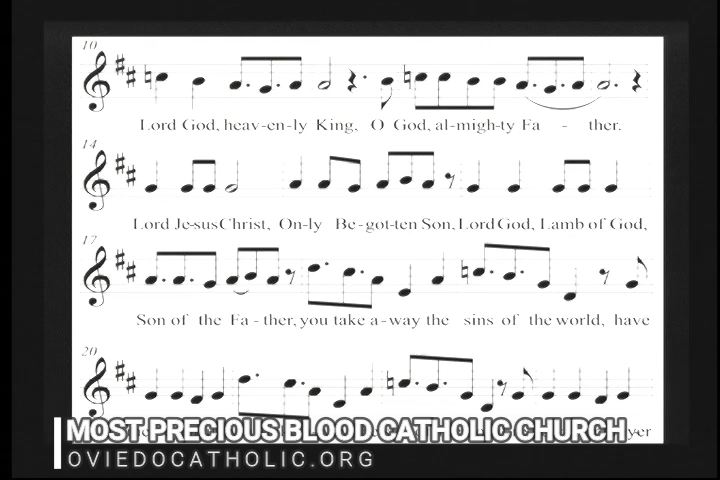 10
Lord God, heav-en-ly King, O God, al-migh-ty Fa - ther.
14
Lord Je-sus Christ, On-ly Be-got-ten Son, Lord God, Lamb of God,
17
Son of the Fa-ther, you take a-way the sins of the world, have
20
yer
MOST PRECIOUS BLOOD CATHOLIC CHURCH
OVIEDOCATHOLIC.ORG